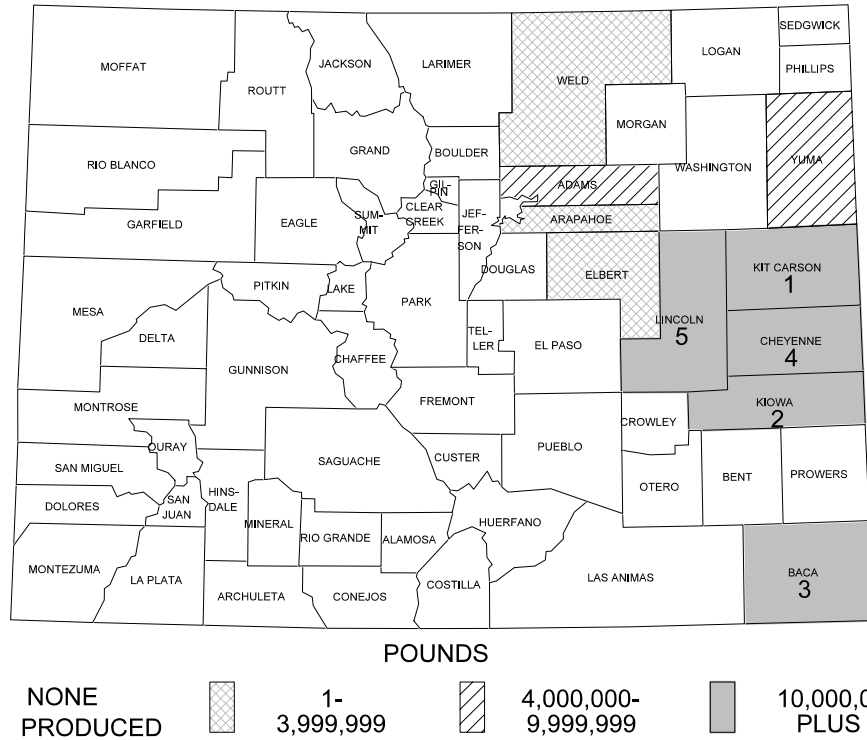 SEDGWICK
LOGAN
MOFFAT
JACKSON
LARIMER
PHILLIPS
ROUTT
WELD
MORGAN
GRAND
BOULDER
RIO BLANCO
WASHINGTON
YUMA
GIL-
PIN
ADAMS
CLEAR
CREEK
GARFIELD
EAGLE
SUM-
MIT
JEF-
FER-
SON
ARAPAHOE
DOUGLAS
ELBERT
KIT CARSON
1
PITKIN
LAKE
PARK
MESA
LINCOLN
5
DELTA
TEL-
LER
EL PASO
CHEYENNE
4
CHAFFEE
GUNNISON
FREMONT
KIOWA
2
MONTROSE
CROWLEY
OURAY
PUEBLO
SAGUACHE
CUSTER
SAN MIGUEL
BENT
PROWERS
OTERO
HINS-
DALE
SAN
JUAN
DOLORES
MINERAL
HUERFANO
RIO GRANDE
ALAMOSA
MONTEZUMA
LA PLATA
BACA
3
LAS ANIMAS
COSTILLA
ARCHULETA
CONEJOS
POUNDS
NONE
PRODUCED
1-
3,999,999
4,000,000-
9,999,999
10,000,0
PLUS